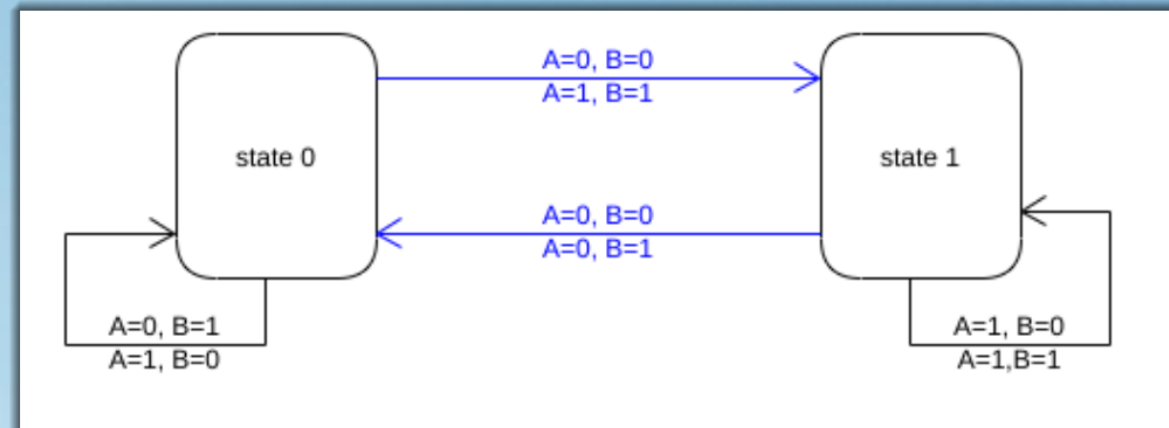 A=0, B=0
A=1, B=1
state 0
state 1
A=0, B=0
A=0, B=1
A=0, B=1
A=1, B=0
A=1, B=0
A=1,B=1